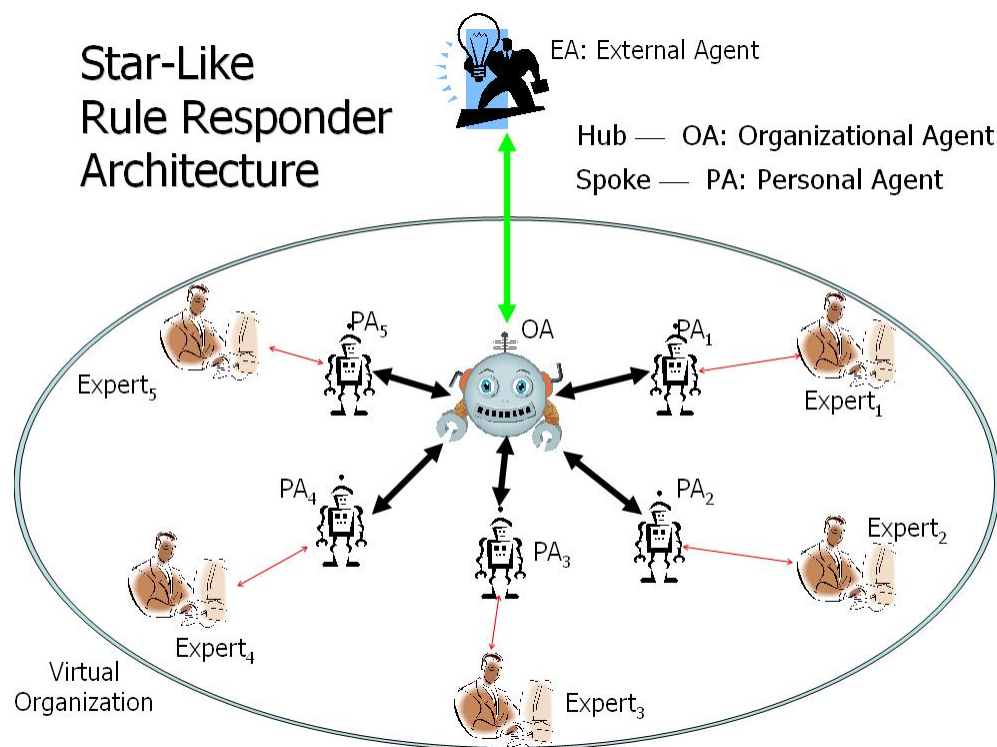 Star-Like
Rule Responder
Architecture
EA: External Agent
Hub — OA: Organizational Agent
Spoke — PA: Personal Agent
PA₅
OA
PA₁
Expert₅
Expert₁
PA₄
PA₂
Expert₂
PA₃
Expert₄
Virtual
Organization
Expert₃